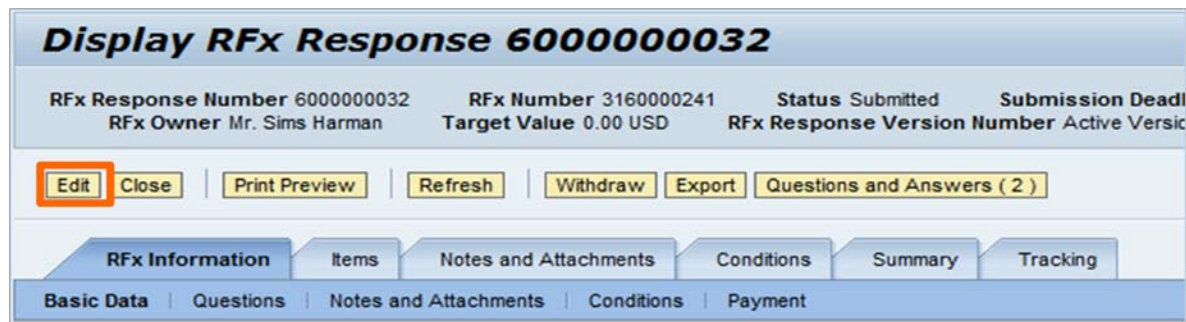 Display RFx Response 6000000032
RFx Response Number 6000000032 RFx Number 3160000241 Status Submitted Submission
RFx Owner Mr. Sims Harman Target Value 0.00 USD RFx Response Version Number Active
Edit Close Print Preview Refresh Withdraw Export Questions and Answers ( 2 )
RFx Information Items Notes and Attachments Conditions Summary Tracking
Basic Data Questions Notes and Attachments Conditions Payment